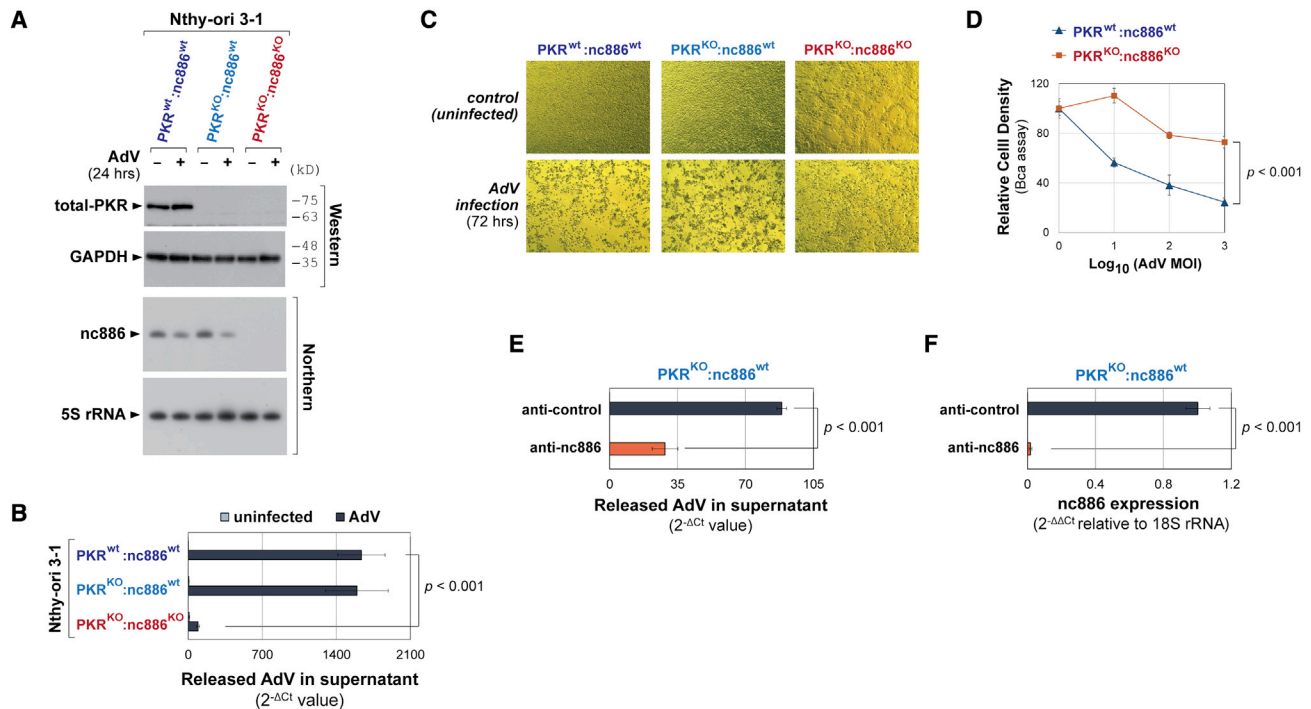 A
Nthy-ori 3-1
PKRwt:nc886wt
PKRKO:nc886wt
PKRKO:nc886KO
AdV
(24 hrs)
– + – + – + (kD)
total-PKR
–75
–63
GAPDH
–48
–35
Western
nc886
5S rRNA
Northern
B
uninfected AdV
Nthy-ori 3-1
PKRwt:nc886wt
PKRKO:nc886wt
PKRKO:nc886KO
p < 0.001
0 700 1400 2100
Released AdV in supernatant
(2-ΔCt value)
C
PKRwt:nc886wt PKRKO:nc886wt PKRKO:nc886KO
control
(uninfected)
AdV
infection
(72 hrs)
D
PKRwt:nc886wt
PKRKO:nc886KO
Relative Celll Density
(Bca assay)
120
80
40
0
p < 0.001
0 1 2 3
Log10 (AdV MOI)
E
PKRKO:nc886wt
anti-control
anti-nc886
p < 0.001
0 35 70 105
Released AdV in supernatant
(2-ΔCt value)
F
PKRKO:nc886wt
anti-control
anti-nc886
p < 0.001
0 0.4 0.8 1.2
nc886 expression
(2-ΔΔCt relative to 18S rRNA)